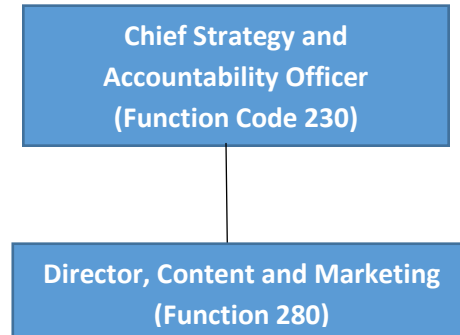 Chief Strategy and
Accountability Officer
(Function Code 230)
Director, Content and Marketing
(Function 280)